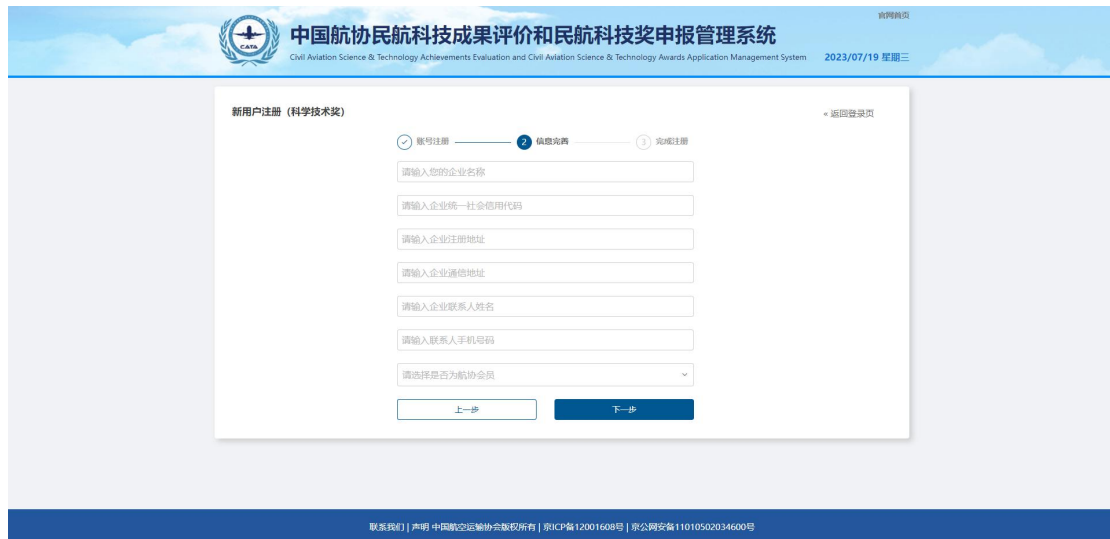 官网首页
CATA
中国航协民航科技成果评价和民航科技奖申报管理系统
Civil Aviation Science & Technology Achievements Evaluation and Civil Aviation Science & Technology Awards Application Management System
2023/07/19 星期三
新用户注册（科学技术奖）
« 返回登录页
账号注册
2 信息完善
3 完成注册
请输入您的企业名称
请输入企业统一社会信用代码
请输入企业注册地址
请输入企业通信地址
请输入企业联系人姓名
请输入联系人手机号码
请选择是否为航协会员
上一步
下一步
联系我们 | 声明 中国航空运输协会版权所有 | 京ICP备12001608号 | 京公网安备11010502034600号